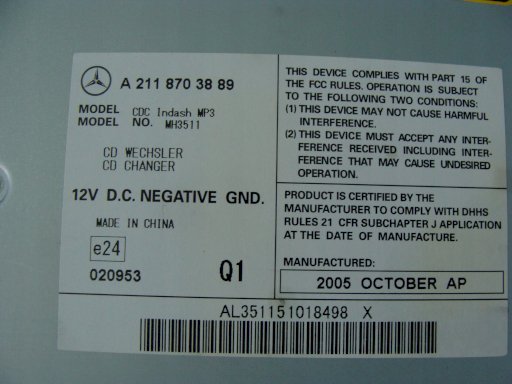 A 211 870 38 89
MODEL CDC Indash MP3
MODEL NO. MH3511
CD WECHSLER
CD CHANGER
12V D.C. NEGATIVE GND.
MADE IN CHINA
e24
020953 Q1
THIS DEVICE COMPLIES WITH PART 15 OF
THE FCC RULES. OPERATION IS SUBJECT
TO THE FOLLOWING TWO CONDITIONS:
(1) THIS DEVICE MAY NOT CAUSE HARMFUL
INTERFERENCE.
(2) THIS DEVICE MUST ACCEPT ANY INTER-
FERENCE RECEIVED INCLUDING INTER-
FERENCE THAT MAY CAUSE UNDESIRED
OPERATION.
PRODUCT IS CERTIFIED BY THE
MANUFACTURER TO COMPLY WITH DHHS
RULES 21 CFR SUBCHAPTER J APPLICATION
AT THE DATE OF MANUFACTURE.
MANUFACTURED:
2005 OCTOBER AP
AL351151018498 X